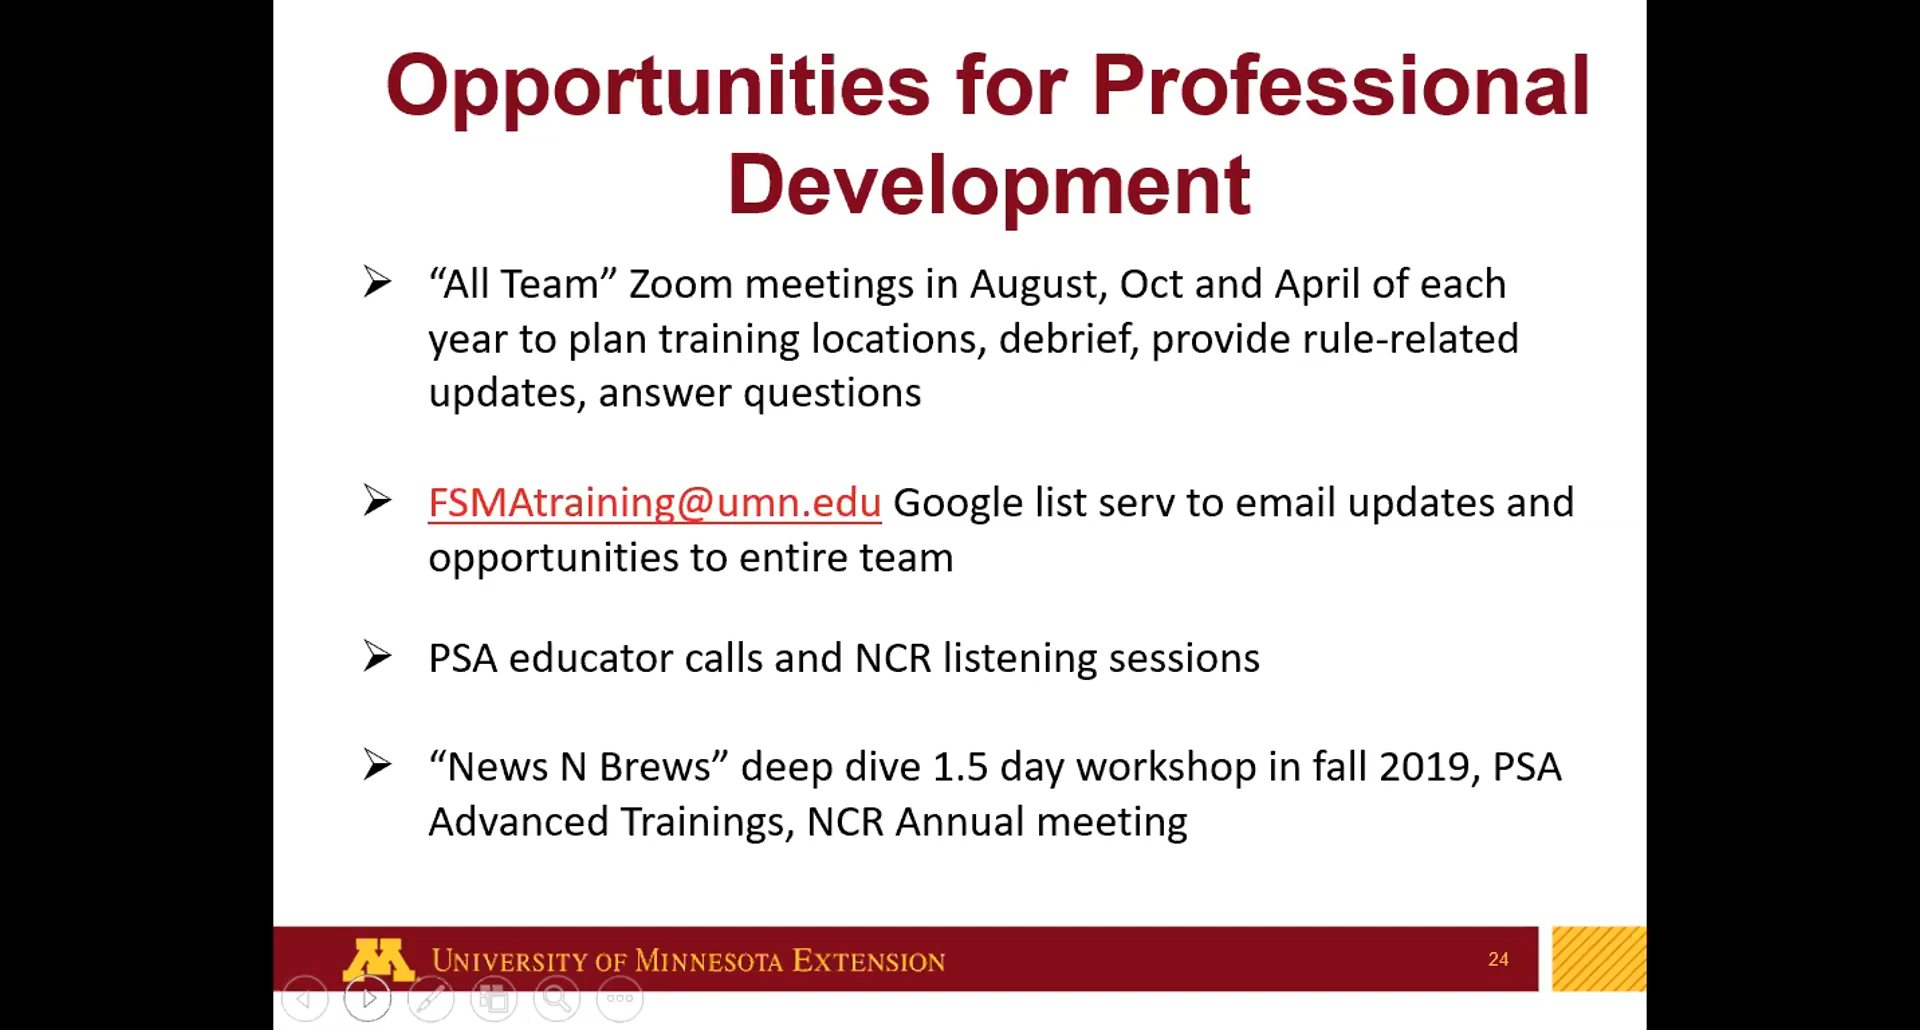 Opportunities for Professional
Development
“All Team” Zoom meetings in August, Oct and April of each
year to plan training locations, debrief, provide rule-related
updates, answer questions
FSMAtraining@umn.edu Google list serv to email updates and
opportunities to entire team
PSA educator calls and NCR listening sessions
“News N Brews” deep dive 1.5 day workshop in fall 2019, PSA
Advanced Trainings, NCR Annual meeting
M UNIVERSITY OF MINNESOTA EXTENSION
24